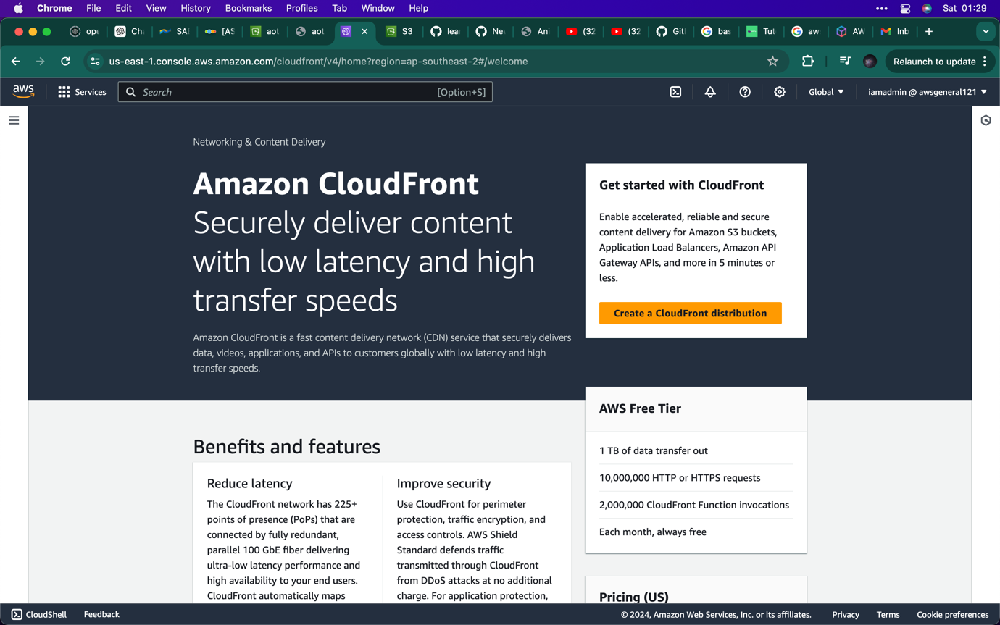 Chrome File Edit View History Bookmarks Profiles Tab Window Help ••• Sat 01:29
ope Cha SAI [AS aot aot × S3 lear Nev Ani (32 (32 Git bas Tut aws AW Inb +
us-east-1.console.aws.amazon.com/cloudfront/v4/home?region=ap-southeast-2#/welcome Relaunch to update
aws Services Search [Option+S] Global ▼ iamadmin @ awsgeneral121 ▼
Networking & Content Delivery
Amazon CloudFront
Securely deliver content
with low latency and high
transfer speeds
Amazon CloudFront is a fast content delivery network (CDN) service that securely delivers
data, videos, applications, and APIs to customers globally with low latency and high
transfer speeds.
Get started with CloudFront
Enable accelerated, reliable and secure
content delivery for Amazon S3 buckets,
Application Load Balancers, Amazon API
Gateway APIs, and more in 5 minutes or
less.
Create a CloudFront distribution
AWS Free Tier
1 TB of data transfer out
10,000,000 HTTP or HTTPS requests
2,000,000 CloudFront Function invocations
Each month, always free
Pricing (US)
Benefits and features
Reduce latency
The CloudFront network has 225+
points of presence (PoPs) that are
connected by fully redundant,
parallel 100 GbE fiber delivering
ultra-low latency performance and
high availability to your end users.
CloudFront automatically maps
Improve security
Use CloudFront for perimeter
protection, traffic encryption, and
access controls. AWS Shield
Standard defends traffic
transmitted through CloudFront
from DDoS attacks at no additional
charge. For application protection,
CloudShell Feedback © 2024, Amazon Web Services, Inc. or its affiliates. Privacy Terms Cookie preferences